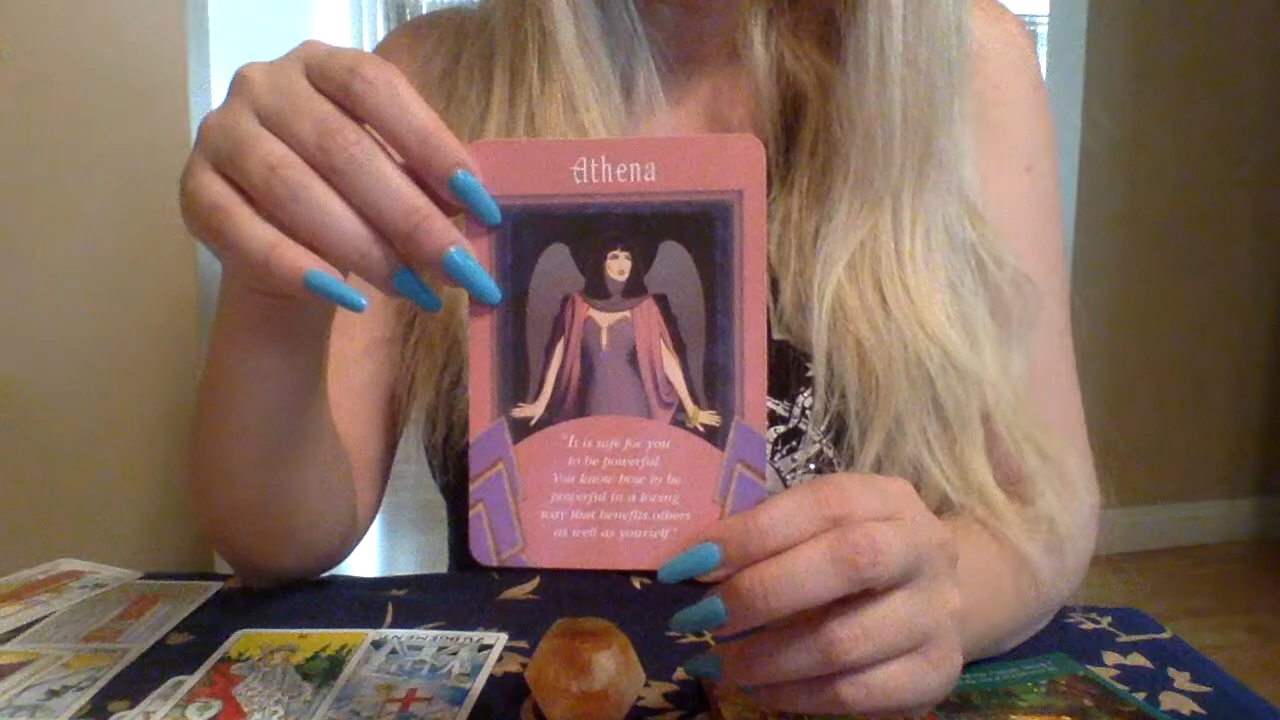 Athena
"It is safe for you
to be powerful.
You know how to be
powerful in a loving
way that benefits others
as well as yourself"
JUDGEMENT